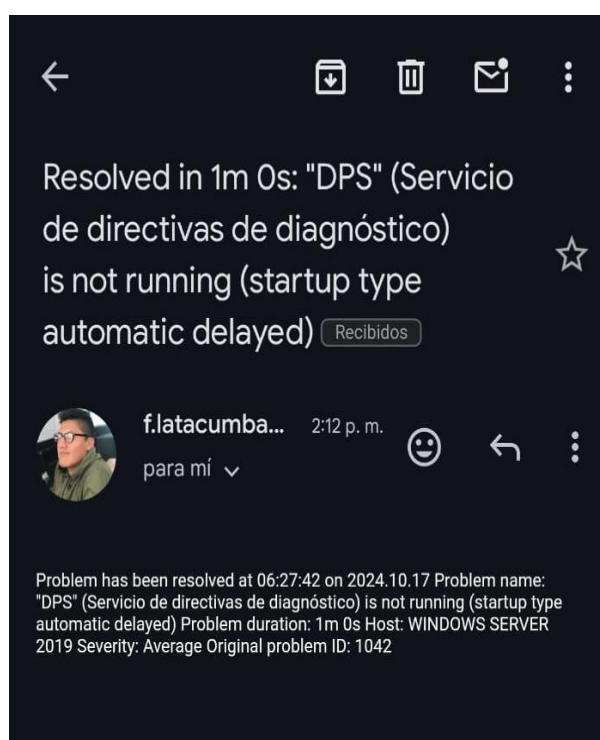 Resolved in 1m 0s: "DPS" (Servicio
de directivas de diagnóstico)
is not running (startup type
automatic delayed) Recibidos
f.latacumba... 2:12 p. m.
para mí
Problem has been resolved at 06:27:42 on 2024.10.17 Problem name:
"DPS" (Servicio de directivas de diagnóstico) is not running (startup type
automatic delayed) Problem duration: 1m 0s Host: WINDOWS SERVER
2019 Severity: Average Original problem ID: 1042